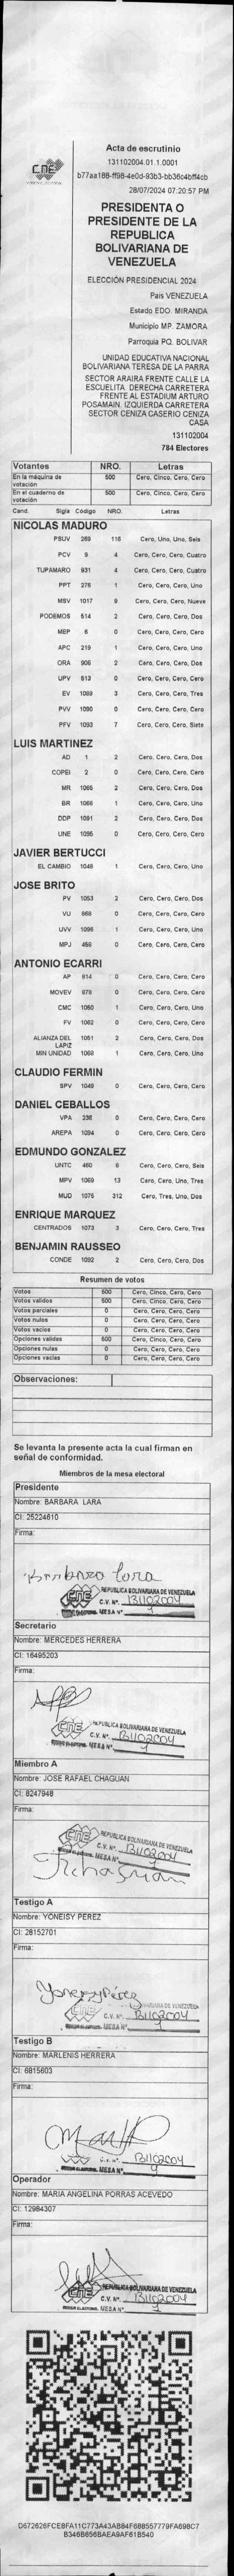 CNE
Acta de escrutinio
131102004.01.1.0001
b77aa186-ff98-4e0d-93b3-bb36c4bff4cb
28/07/2024 07:20:57 PM
PRESIDENTA O
PRESIDENTE DE LA
REPUBLICA
BOLIVARIANA DE
VENEZUELA
ELECCIÓN PRESIDENCIAL 2024
Pais VENEZUELA
Estado EDO. MIRANDA
Municipio MP. ZAMORA
Parroquia PQ. BOLIVAR
UNIDAD EDUCATIVA NACIONAL
BOLIVARIANA TERESA DE LA PARRA
SECTOR ARAIRA FRENTE CALLE LA
ESCUELITA. DERECHA CARRETERA
FRENTE AL ESTADIUM ARTURO
POSAMAIN. IZQUIERDA CARRETERA
SECTOR CENIZA CASERIO CENIZA
CASA
131102004
784 Electores
Votantes NRO. Letras
En la máquina de votación 500 Cero, Cinco, Cero, Cero
En el cuaderno de votación 500 Cero, Cinco, Cero, Cero
Cand. Sigla Código NRO. Letras
NICOLAS MADURO
PSUV 269 116 Cero, Uno, Uno, Seis
PCV 9 4 Cero, Cero, Cero, Cuatro
TUPAMARO 931 4 Cero, Cero, Cero, Cuatro
PPT 276 1 Cero, Cero, Cero, Uno
MSV 1017 9 Cero, Cero, Cero, Nueve
PODEMOS 514 2 Cero, Cero, Cero, Dos
MEP 6 0 Cero, Cero, Cero, Cero
APC 219 1 Cero, Cero, Cero, Uno
ORA 906 2 Cero, Cero, Cero, Dos
UPV 613 0 Cero, Cero, Cero, Cero
EV 1089 3 Cero, Cero, Cero, Tres
PVV 1090 0 Cero, Cero, Cero, Cero
PFV 1093 7 Cero, Cero, Cero, Siete
LUIS MARTINEZ
AD 1 2 Cero, Cero, Cero, Dos
COPEI 2 0 Cero, Cero, Cero, Cero
MR 1065 2 Cero, Cero, Cero, Dos
BR 1066 1 Cero, Cero, Cero, Uno
DDP 1091 2 Cero, Cero, Cero, Dos
UNE 1095 0 Cero, Cero, Cero, Cero
JAVIER BERTUCCI
EL CAMBIO 1048 1 Cero, Cero, Cero, Uno
JOSE BRITO
PV 1053 2 Cero, Cero, Cero, Dos
VU 868 0 Cero, Cero, Cero, Cero
UVV 1096 1 Cero, Cero, Cero, Uno
MPJ 458 0 Cero, Cero, Cero, Cero
ANTONIO ECARRI
AP 814 0 Cero, Cero, Cero, Cero
MOVEV 878 0 Cero, Cero, Cero, Cero
CMC 1060 1 Cero, Cero, Cero, Uno
FV 1062 0 Cero, Cero, Cero, Cero
ALIANZA DEL LAPIZ 1051 2 Cero, Cero, Cero, Dos
MIN UNIDAD 1068 1 Cero, Cero, Cero, Uno
CLAUDIO FERMIN
SPV 1049 0 Cero, Cero, Cero, Cero
DANIEL CEBALLOS
VPA 236 0 Cero, Cero, Cero, Cero
AREPA 1094 0 Cero, Cero, Cero, Cero
EDMUNDO GONZALEZ
UNTC 460 6 Cero, Cero, Cero, Seis
MPV 1069 13 Cero, Cero, Uno, Tres
MUD 1075 312 Cero, Tres, Uno, Dos
ENRIQUE MARQUEZ
CENTRADOS 1073 3 Cero, Cero, Cero, Tres
BENJAMIN RAUSSEO
CONDE 1092 2 Cero, Cero, Cero, Dos
Resumen de votos
Votos 500 Cero, Cinco, Cero, Cero
Votos validos 500 Cero, Cinco, Cero, Cero
Votos parciales 0 Cero, Cero, Cero, Cero
Votos nulos 0 Cero, Cero, Cero, Cero
Votos vacios 0 Cero, Cero, Cero, Cero
Opciones validas 500 Cero, Cinco, Cero, Cero
Opciones nulas 0 Cero, Cero, Cero, Cero
Opciones vacias 0 Cero, Cero, Cero, Cero
Observaciones:
Se levanta la presente acta la cual firman en
señal de conformidad.
Miembros de la mesa electoral
Presidente
Nombre: BARBARA LARA
CI: 25224610
Firma:
Barbara Lara
CNE REPUBLICA BOLIVARIANA DE VENEZUELA
C.V. N°. 131102004
MESA N°
Secretario
Nombre: MERCEDES HERRERA
CI: 16495203
Firma:
CNE REPUBLICA BOLIVARIANA DE VENEZUELA
C.V. N°. 131102004
MESA N°
Miembro A
Nombre: JOSE RAFAEL CHAGUAN
CI: 8247948
Firma:
CNE REPUBLICA BOLIVARIANA DE VENEZUELA
C.V. N°. 131102004
MESA N°
Testigo A
Nombre: YONEISY PEREZ
CI: 28152701
Firma:
CNE BOLIVARIANA DE VENEZUELA
C.V. N°. 131102004
MESA N°
Testigo B
Nombre: MARLENIS HERRERA
CI: 6815603
Firma:
C.V. N°. 131102004
MESA N°
Operador
Nombre: MARIA ANGELINA PORRAS ACEVEDO
CI: 12984307
Firma:
CNE REPUBLICA BOLIVARIANA DE VENEZUELA
C.V. N°. 131102004
MESA N°
D672626FCE8FA11C773A43AB84F688557779FA698C7
B346B656BAEA9AF61B540